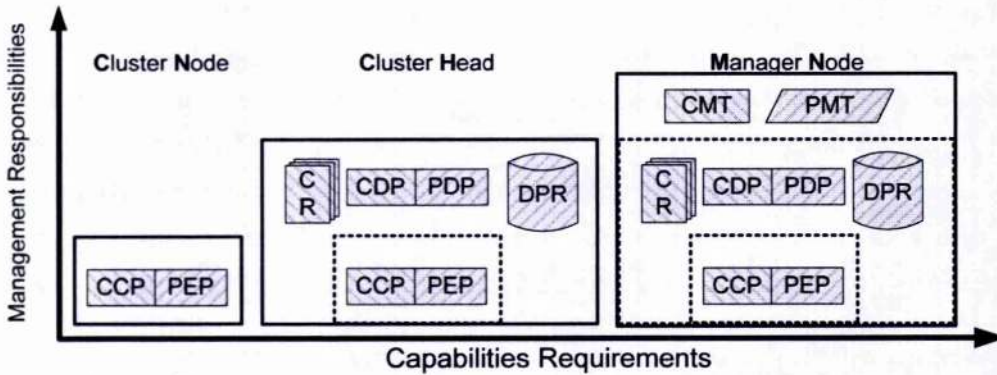 Management Responsibilities
Cluster Node
Cluster Head
Manager Node
CMT PMT
C
R
CDP PDP
DPR
C
R
CDP PDP
DPR
CCP PEP
CCP PEP
CCP PEP
Capabilities Requirements